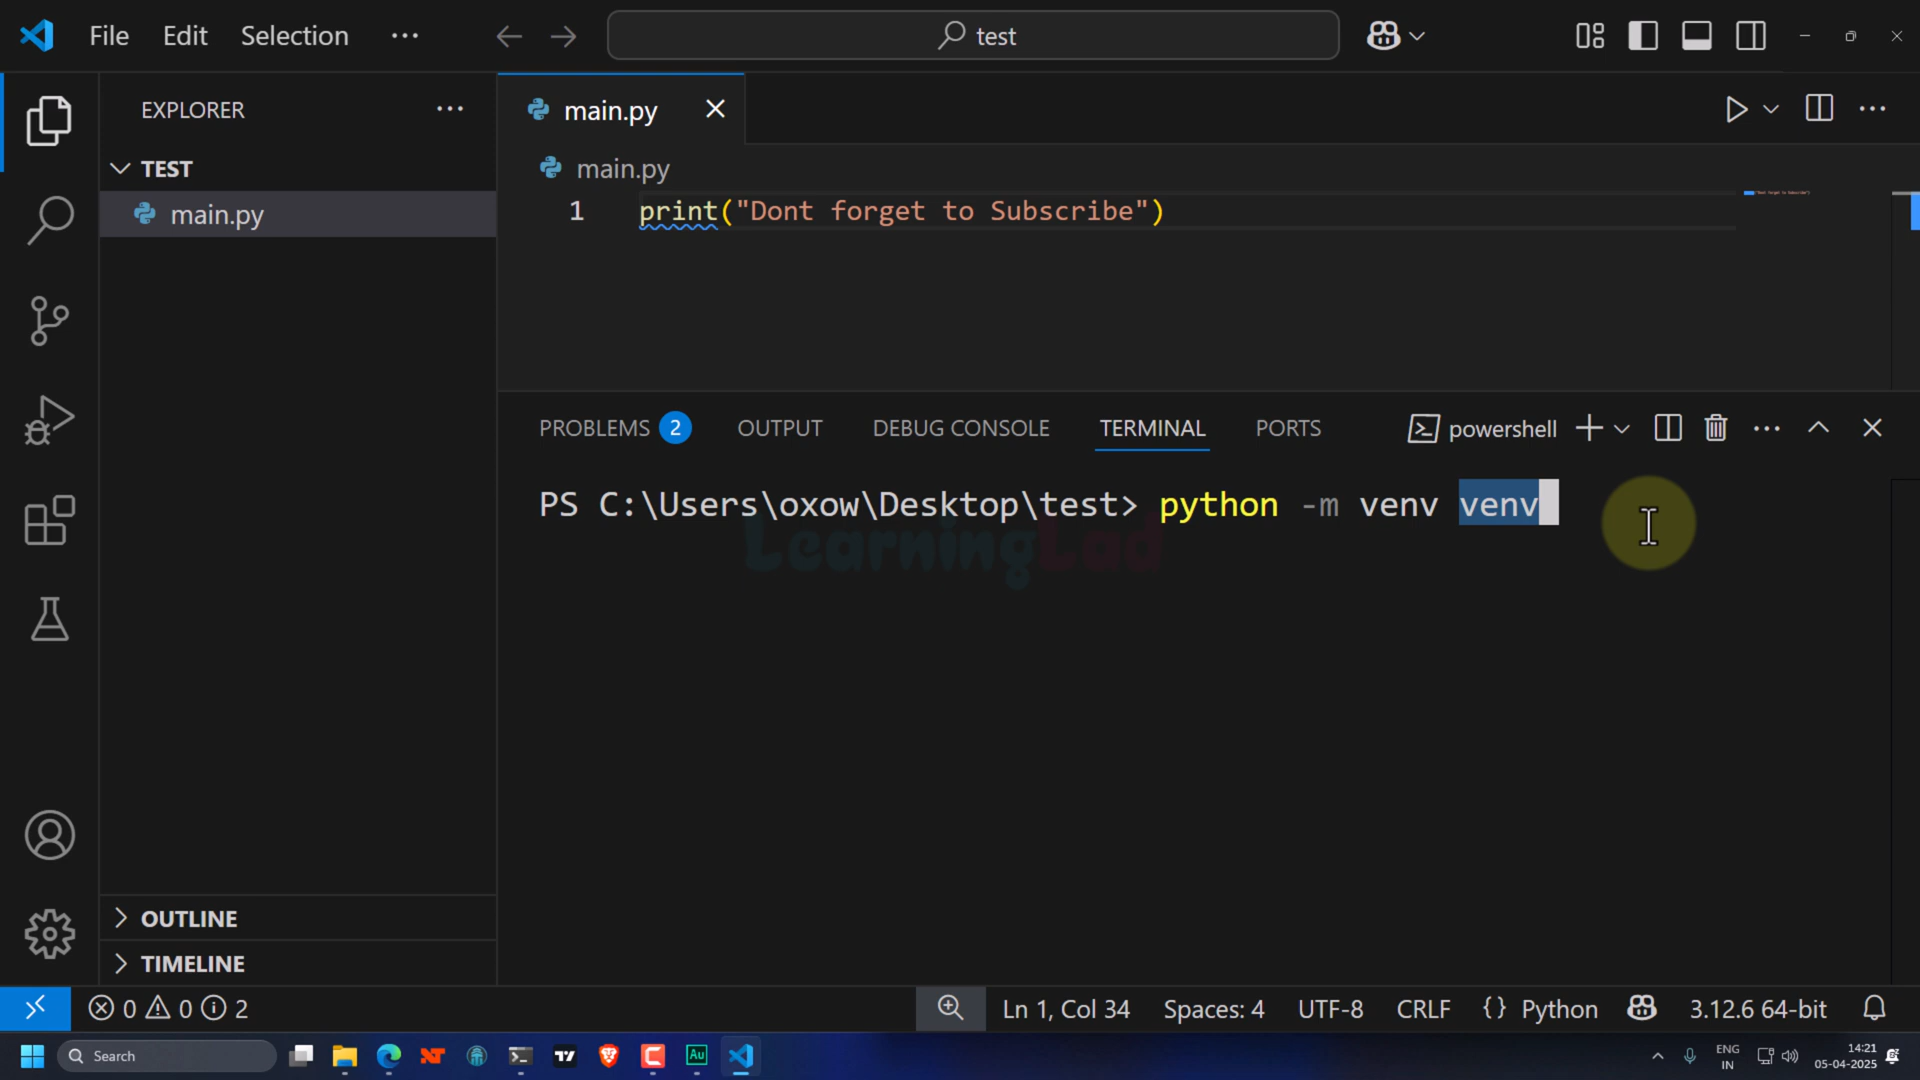 File Edit Selection ···
test
EXPLORER ···
TEST
main.py
OUTLINE
TIMELINE
main.py
main.py
1 print("Dont forget to Subscribe")
PROBLEMS 2 OUTPUT DEBUG CONSOLE TERMINAL PORTS powershell
PS C:\Users\oxow\Desktop\test> python -m venv venv
LearningLad
0 0 2 Ln 1, Col 34 Spaces: 4 UTF-8 CRLF {} Python 3.12.6 64-bit
Search Au ENG
IN
14:21
05-04-2025